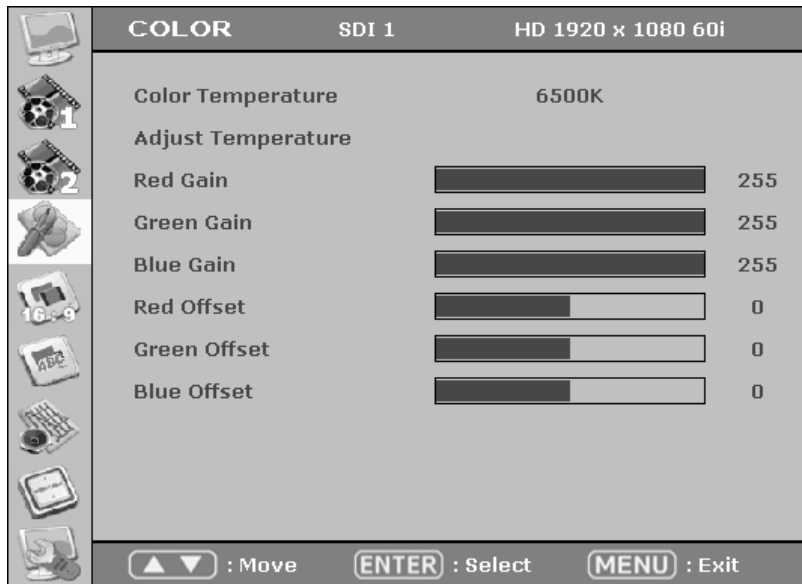 COLOR SDI 1 HD 1920 x 1080 60i
Color Temperature 6500K
Adjust Temperature
Red Gain 255
Green Gain 255
Blue Gain 255
Red Offset 0
Green Offset 0
Blue Offset 0
1
2
16:9
ABC
▲ ▼ : Move ENTER : Select MENU : Exit